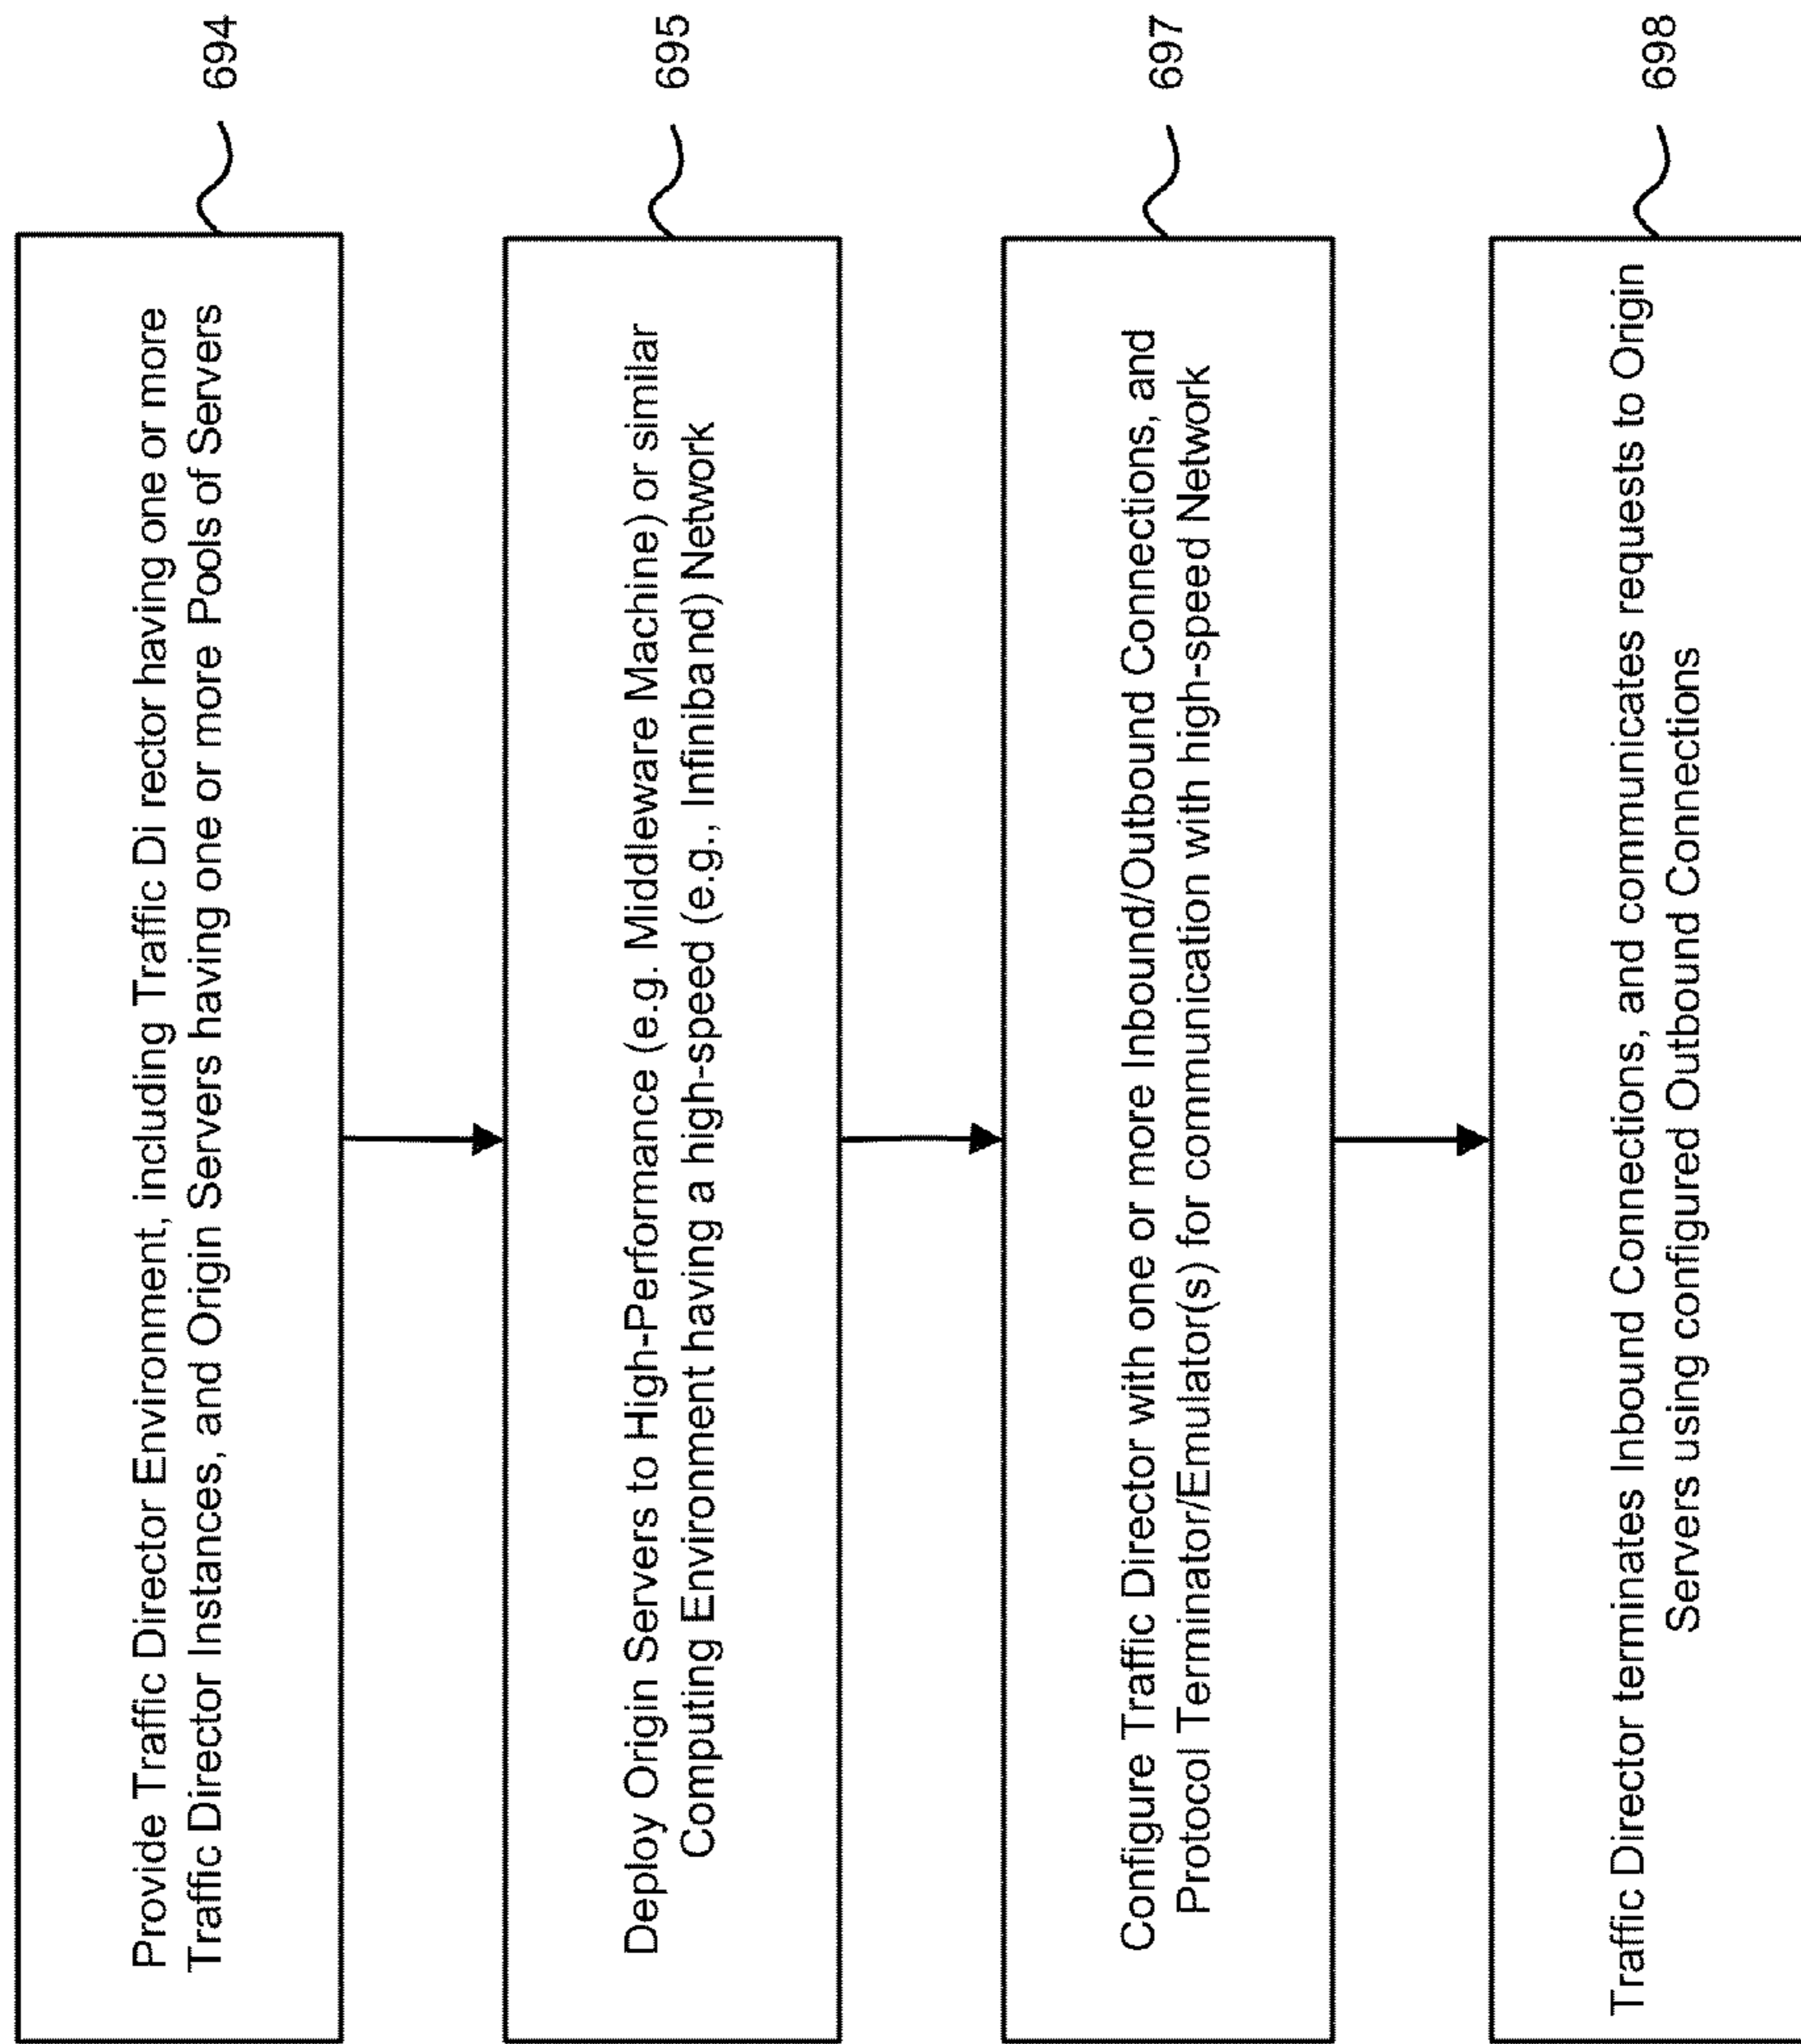 Provide Traffic Director Environment, including Traffic Di rector having one or more
Traffic Director Instances, and Origin Servers having one or more Pools of Servers
694
Deploy Origin Servers to High-Performance (e.g. Middleware Machine) or similar
Computing Environment having a high-speed (e.g., Infiniband) Network
695
Configure Traffic Director with one or more Inbound/Outbound Connections, and
Protocol Terminator/Emulator(s) for communication with high-speed Network
697
Traffic Director terminates Inbound Connections, and communicates requests to Origin
Servers using configured Outbound Connections
698